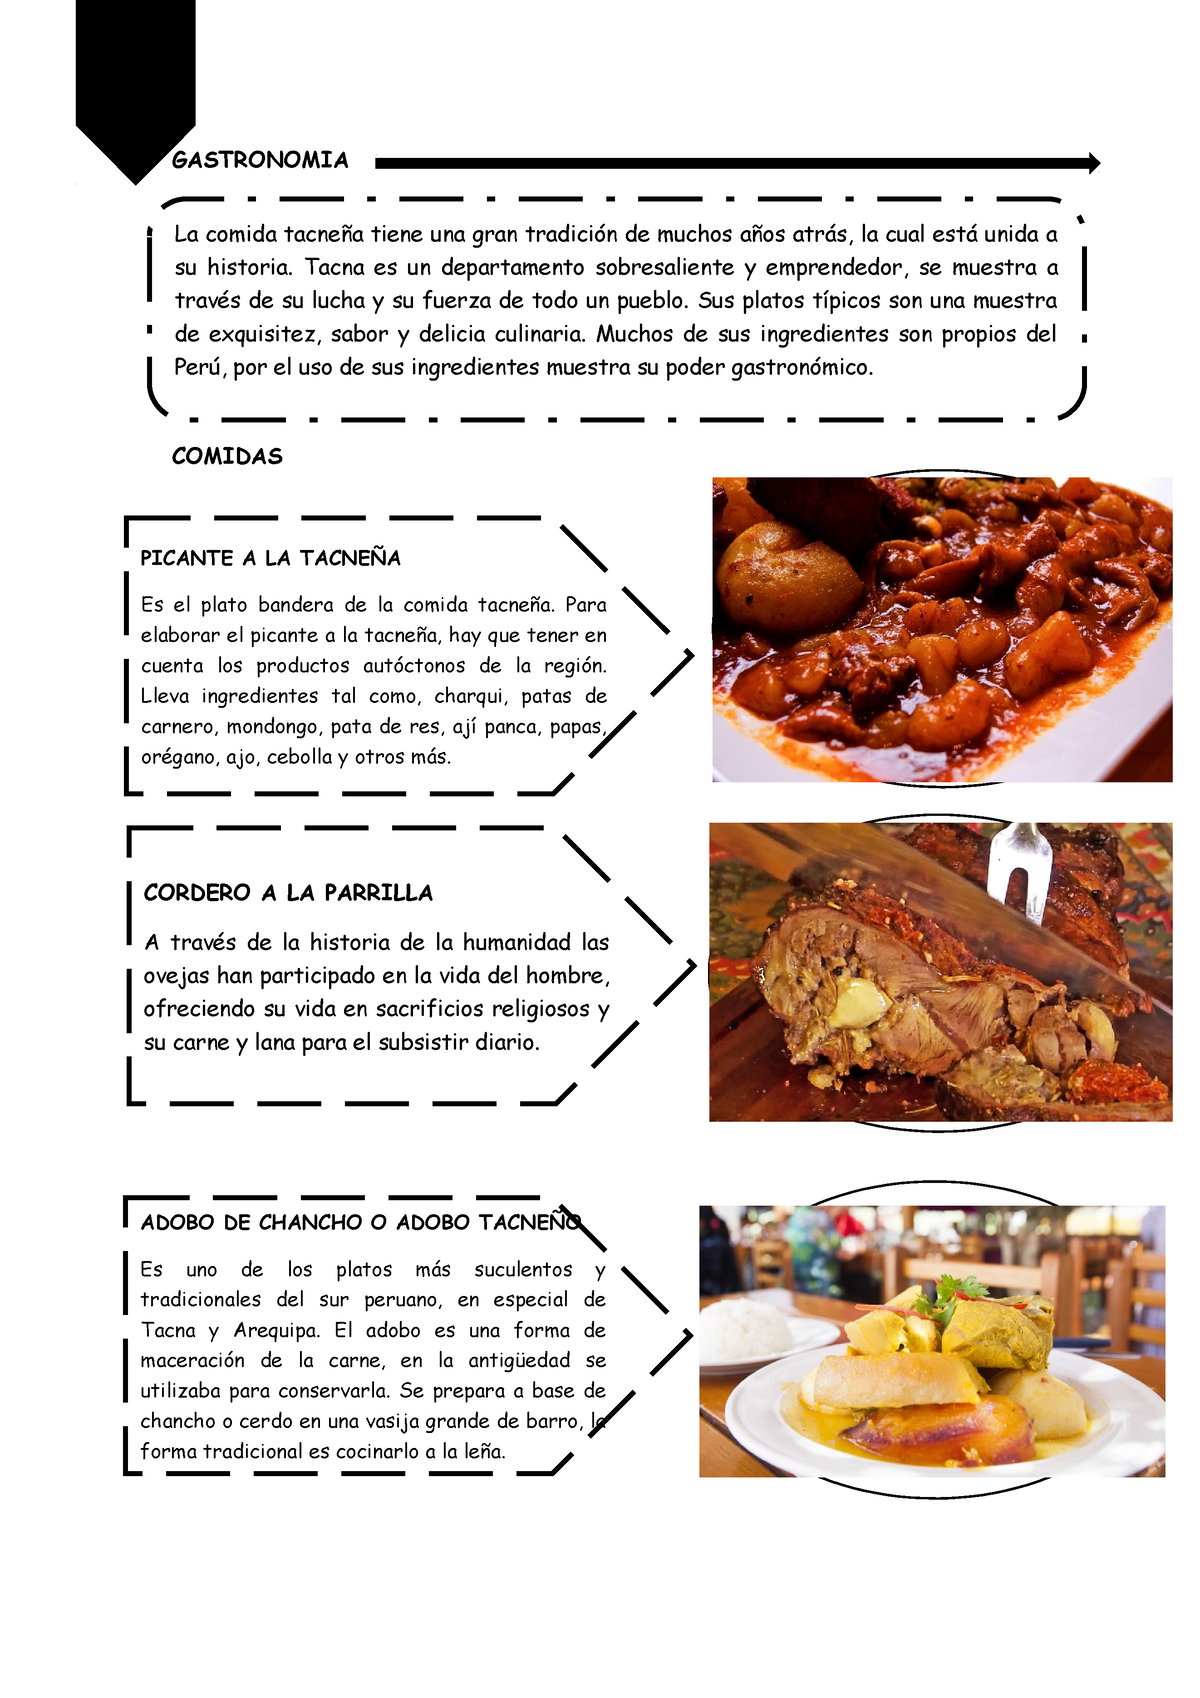 GASTRONOMIA
La comida tacneña tiene una gran tradición de muchos años atrás, la cual está unida a
su historia. Tacna es un departamento sobresaliente y emprendedor, se muestra a
través de su lucha y su fuerza de todo un pueblo. Sus platos típicos son una muestra
de exquisitez, sabor y delicia culinaria. Muchos de sus ingredientes son propios del
Perú, por el uso de sus ingredientes muestra su poder gastronómico.
COMIDAS
PICANTE A LA TACNEÑA
Es el plato bandera de la comida tacneña. Para
elaborar el picante a la tacneña, hay que tener en
cuenta los productos autóctonos de la región.
Lleva ingredientes tal como, charqui, patas de
carnero, mondongo, pata de res, ají panca, papas,
orégano, ajo, cebolla y otros más.
CORDERO A LA PARRILLA
A través de la historia de la humanidad las
ovejas han participado en la vida del hombre,
ofreciendo su vida en sacrificios religiosos y
su carne y lana para el subsistir diario.
ADOBO DE CHANCHO O ADOBO TACNEÑO
Es uno de los platos más suculentos y
tradicionales del sur peruano, en especial de
Tacna y Arequipa. El adobo es una forma de
maceración de la carne, en la antigüedad se
utilizaba para conservarla. Se prepara a base de
chancho o cerdo en una vasija grande de barro, la
forma tradicional es cocinarlo a la leña.